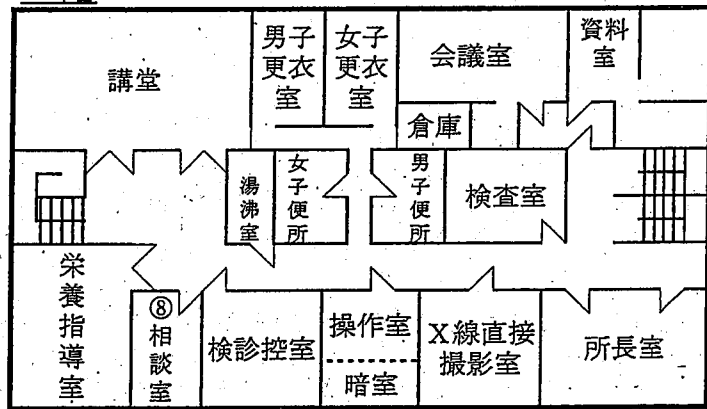 講堂
男子
更衣
室
女子
更衣
室
会議室
資料
室
倉庫
湯沸室
女子便所
男子便所
検査室
栄養指導室
⑧相談室
検診控室
操作室
暗室
X線直接
撮影室
所長室